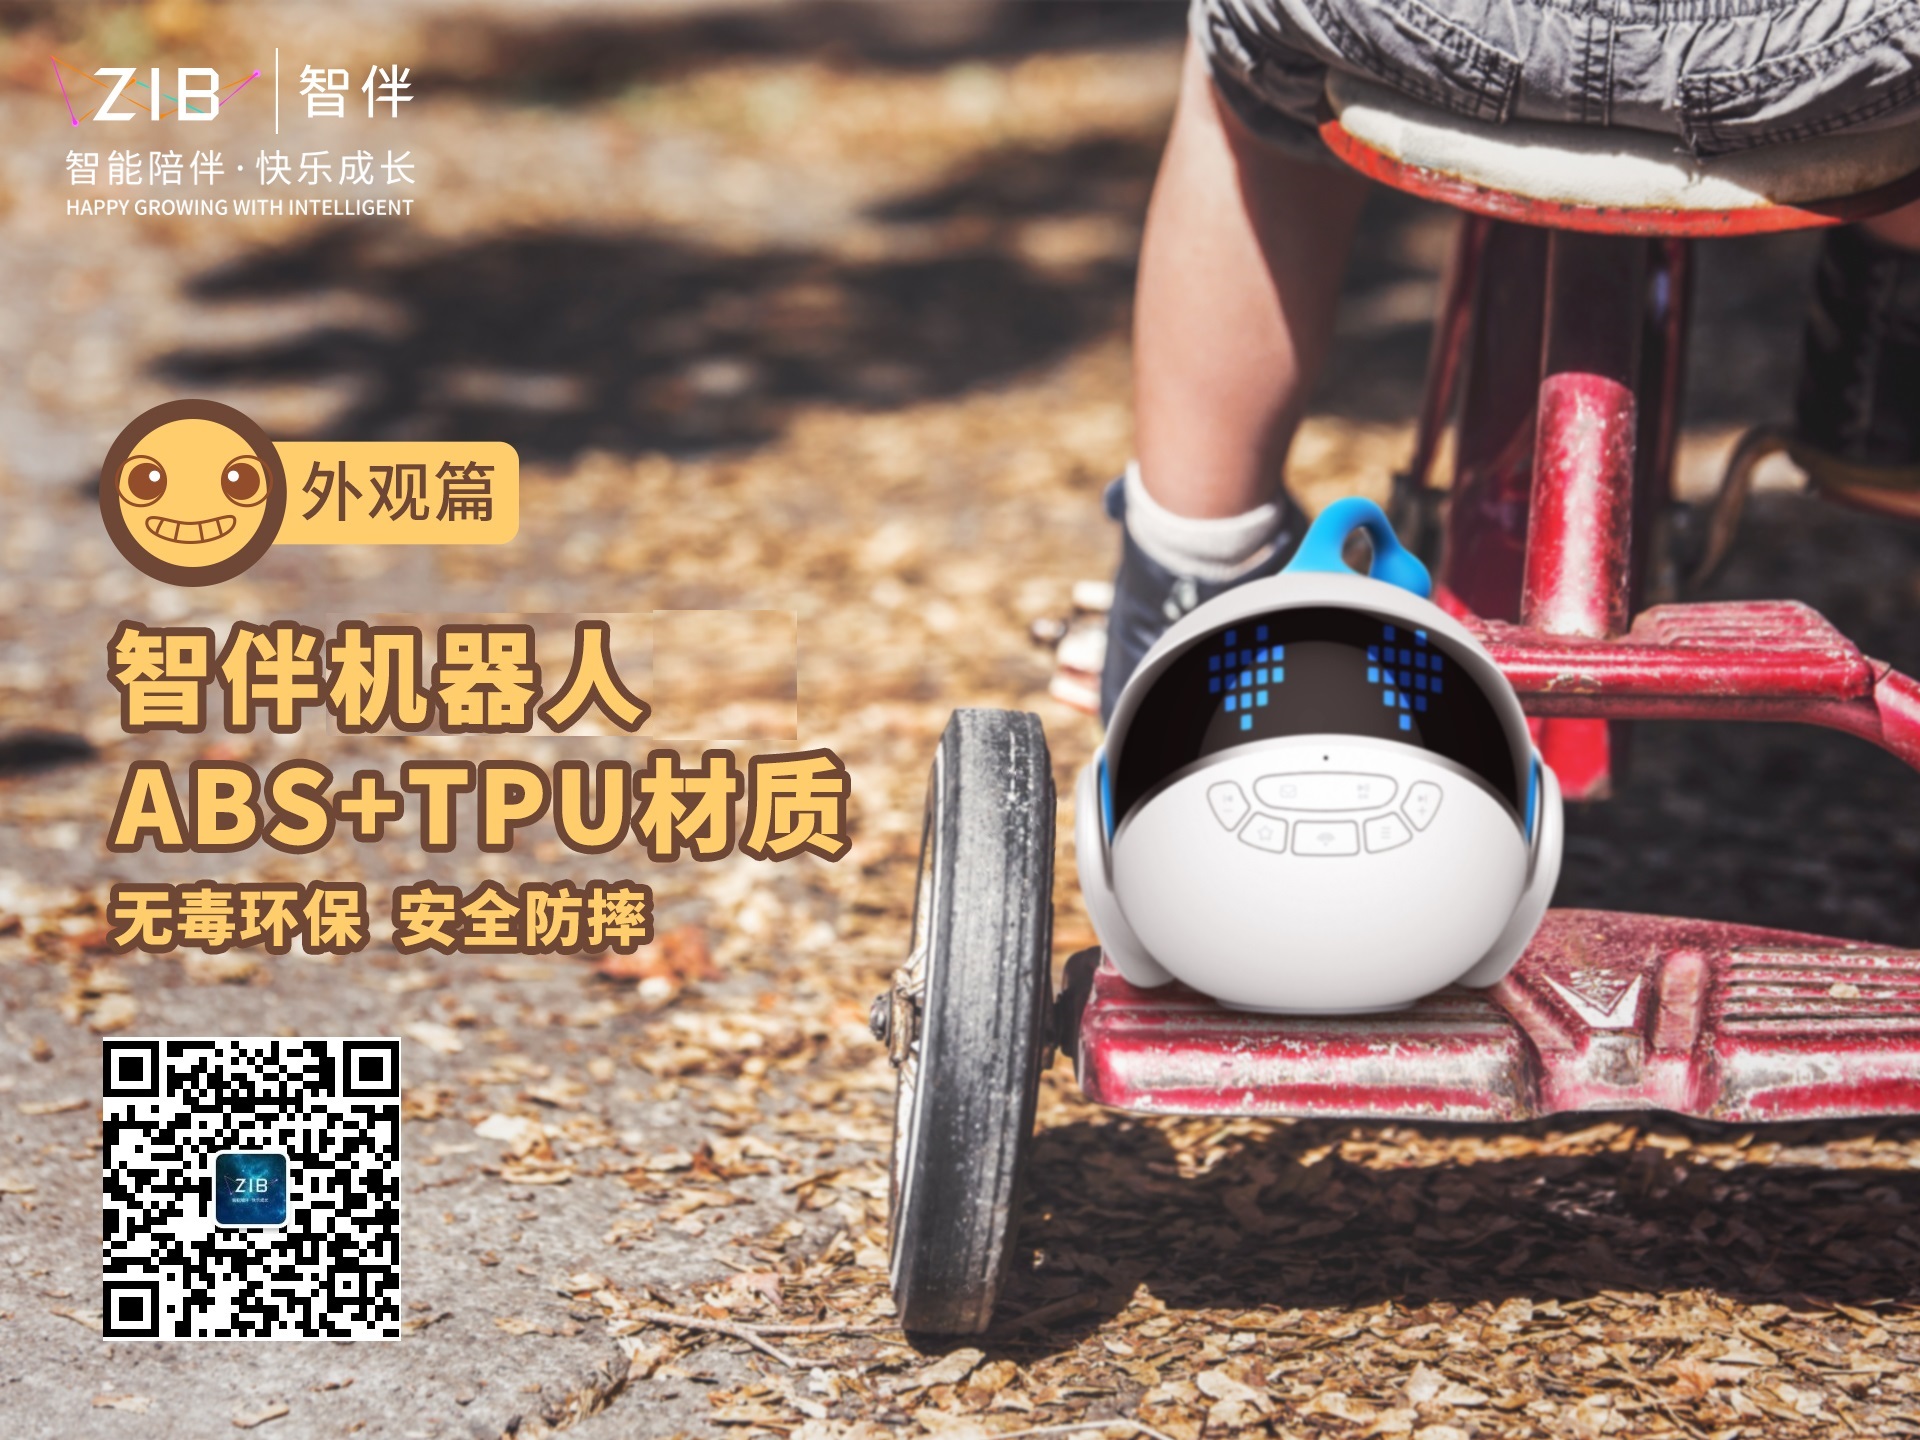 ZIB 智伴
智能陪伴·快乐成长
HAPPY GROWING WITH INTELLIGENT
外观篇
智伴机器人
ABS+TPU材质
无毒环保 安全防摔
ZIB